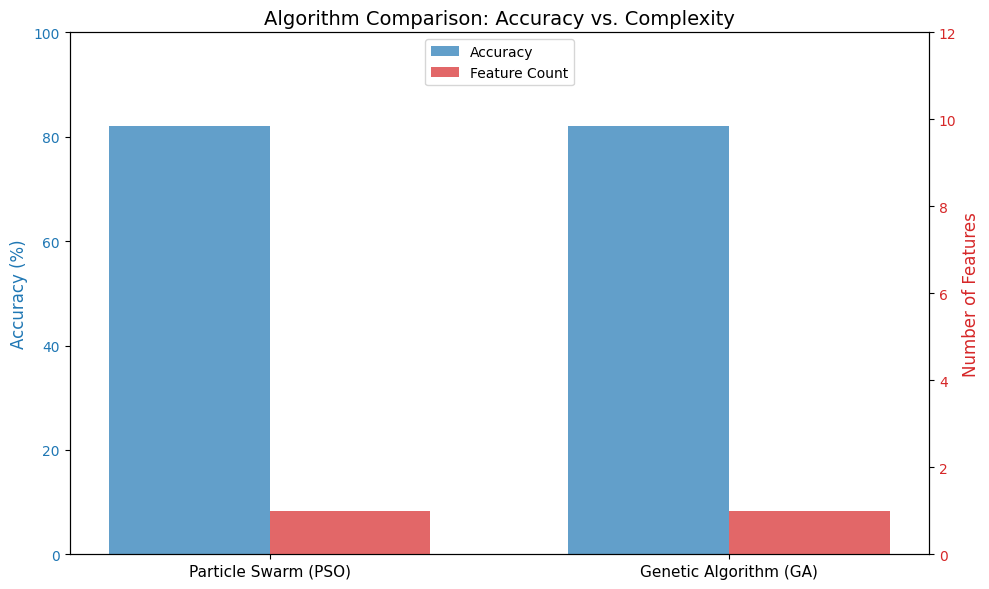 Algorithm Comparison: Accuracy vs. Complexity
Accuracy
Feature Count
100
80
60
40
20
0
Accuracy (%)
12
10
8
6
4
2
0
Number of Features
Particle Swarm (PSO)
Genetic Algorithm (GA)